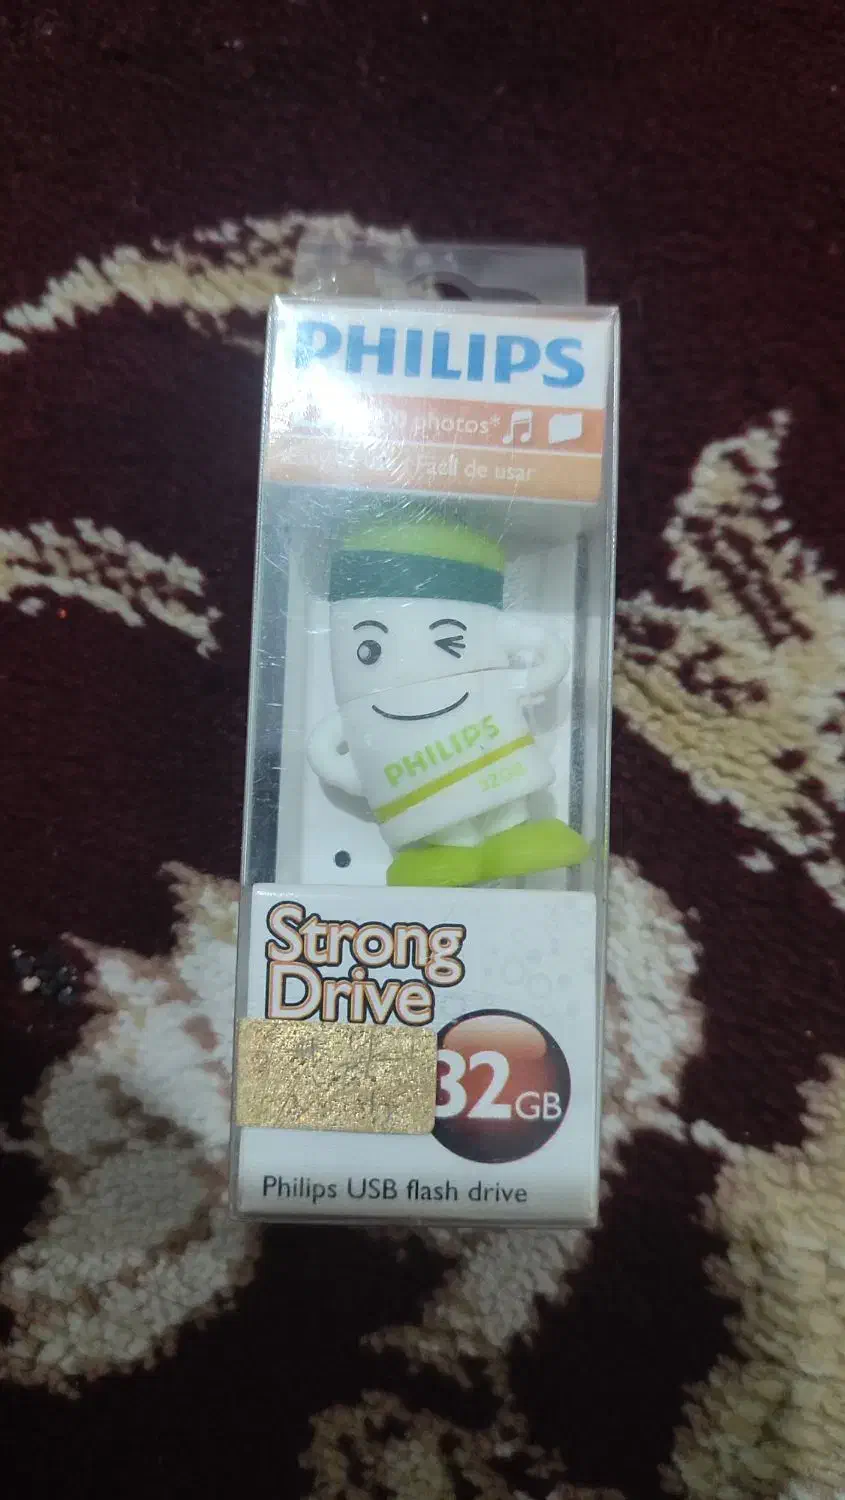 PHILIPS
photos*
Fácil de usar
PHILIPS
32GB
Strong
Drive
32GB
Philips USB flash drive